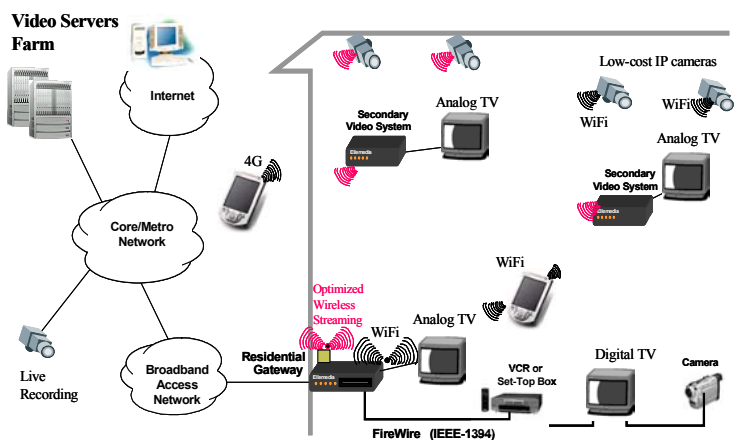 Video Servers
Farm
Internet
Low-cost IP cameras
WiFi
WiFi
Secondary
Video System
Analog TV
Analog TV
4G
Secondary
Video System
Core/Metro
Network
WiFi
Optimized
Wireless
Streaming
WiFi
Analog TV
Residential
Gateway
Live
Recording
Broadband
Access
Network
VCR or
Set-Top Box
Digital TV
Camera
FireWire (IEEE-1394)